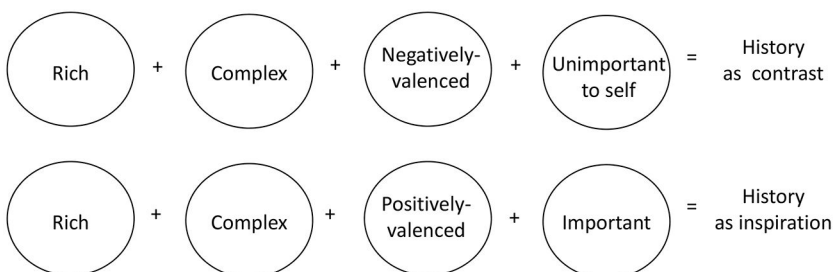 Rich + Complex + Negatively-valenced + Unimportant to self = History as contrast
Rich + Complex + Positively-valenced + Important = History as inspiration